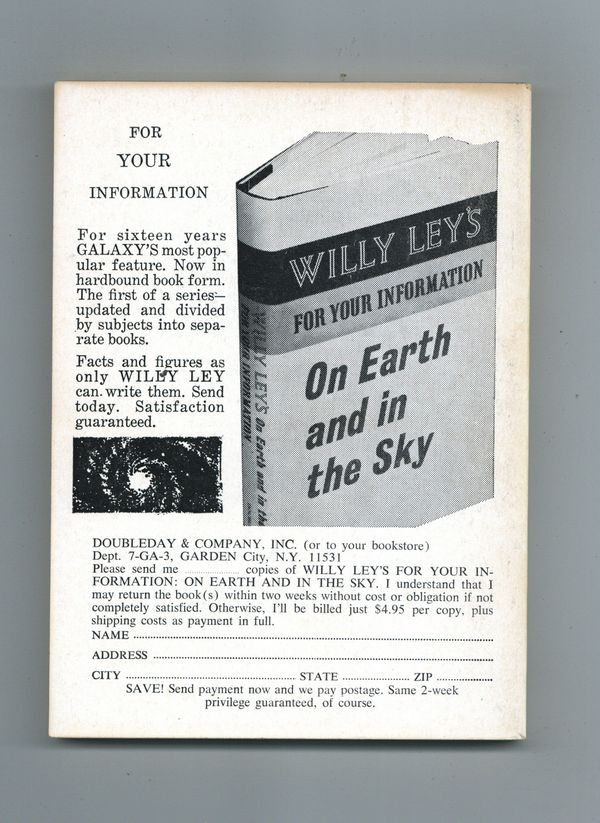 FOR
YOUR
INFORMATION
For sixteen years
GALAXY'S most pop-
ular feature. Now in
hardbound book form.
The first of a series—
updated and divided
by subjects into sepa-
rate books.
Facts and figures as
only WILLY LEY
can write them. Send
today. Satisfaction
guaranteed.
WILLY LEY'S
FOR YOUR INFORMATION
On Earth
and in
the Sky
WILLY LEY'S On Earth and in the
FOR YOUR INFORMATION
DOUBLEDAY & COMPANY, INC. (or to your bookstore)
Dept. 7-GA-3, GARDEN City, N.Y. 11531
Please send me .................... copies of WILLY LEY'S FOR YOUR IN-
FORMATION: ON EARTH AND IN THE SKY. I understand that I
may return the book(s) within two weeks without cost or obligation if not
completely satisfied. Otherwise, I'll be billed just $4.95 per copy, plus
shipping costs as payment in full.
NAME ....................
ADDRESS ....................
CITY .................... STATE .................... ZIP ....................
SAVE! Send payment now and we pay postage. Same 2-week
privilege guaranteed, of course.